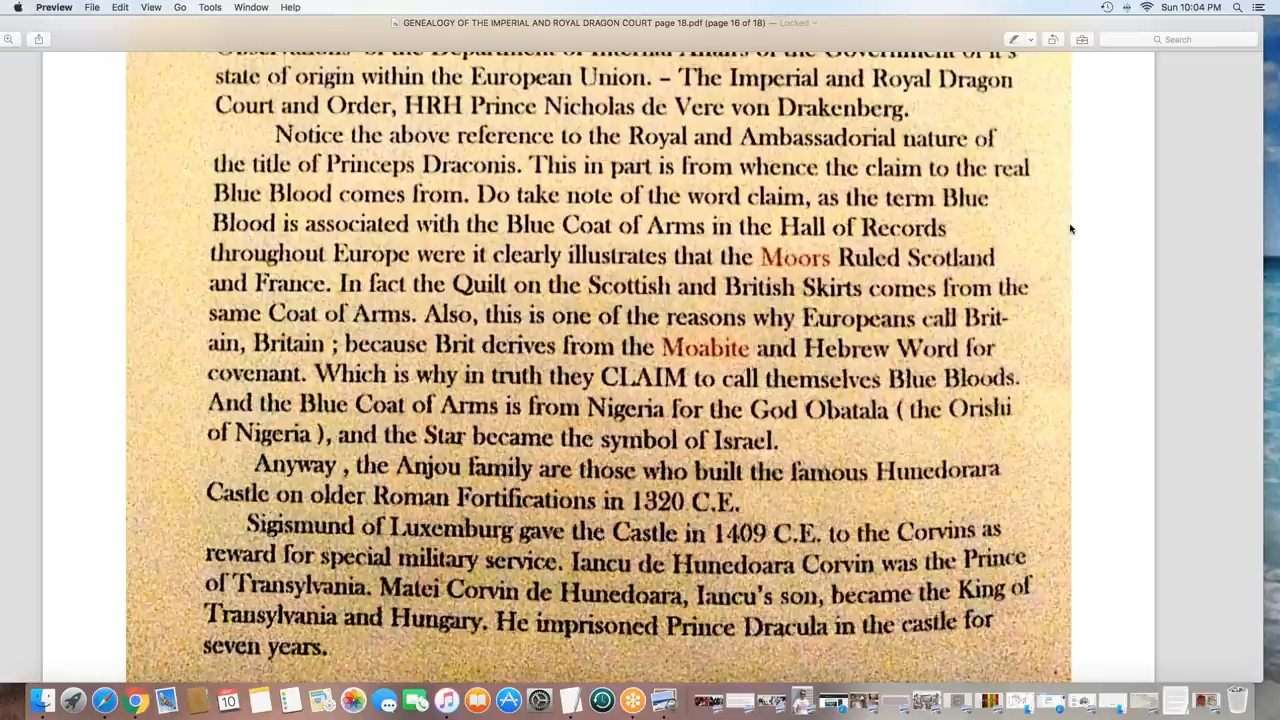 Preview File Edit View Go Tools Window Help Sun 10:04 PM
GENEALOGY OF THE IMPERIAL AND ROYAL DRAGON COURT page 18.pdf (page 16 of 18) — Locked
Search
state of origin within the European Union. – The Imperial and Royal Dragon
Court and Order, HRH Prince Nicholas de Vere von Drakenberg.
Notice the above reference to the Royal and Ambassadorial nature of
the title of Princeps Draconis. This in part is from whence the claim to the real
Blue Blood comes from. Do take note of the word claim, as the term Blue
Blood is associated with the Blue Coat of Arms in the Hall of Records
throughout Europe were it clearly illustrates that the Moors Ruled Scotland
and France. In fact the Quilt on the Scottish and British Skirts comes from the
same Coat of Arms. Also, this is one of the reasons why Europeans call Brit-
ain, Britain ; because Brit derives from the Moabite and Hebrew Word for
covenant. Which is why in truth they CLAIM to call themselves Blue Bloods.
And the Blue Coat of Arms is from Nigeria for the God Obatala ( the Orishi
of Nigeria ), and the Star became the symbol of Israel.
Anyway , the Anjou family are those who built the famous Hunedorara
Castle on older Roman Fortifications in 1320 C.E.
Sigismund of Luxemburg gave the Castle in 1409 C.E. to the Corvins as
reward for special military service. Iancu de Hunedoara Corvin was the Prince
of Transylvania. Matei Corvin de Hunedoara, Iancu's son, became the King of
Transylvania and Hungary. He imprisoned Prince Dracula in the castle for
seven years.
10